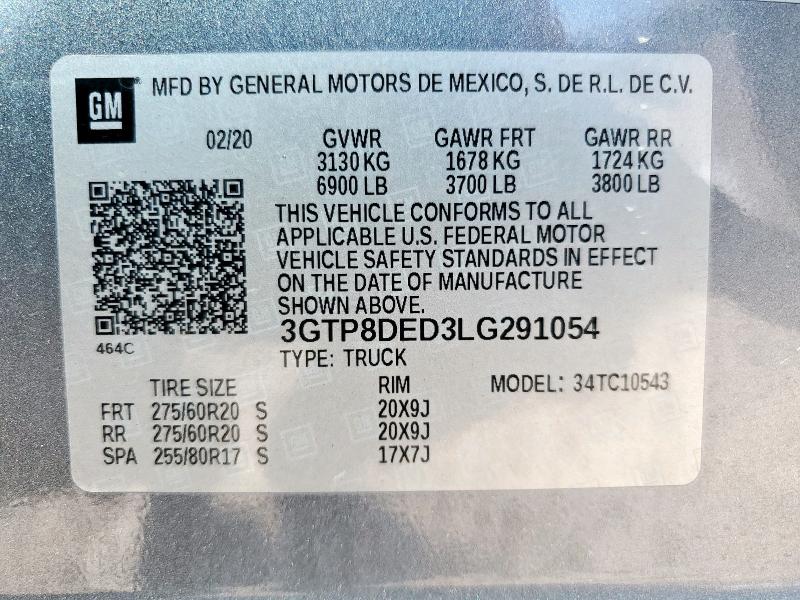 GM MFD BY GENERAL MOTORS DE MEXICO, S. DE R.L. DE C.V.
02/20 GVWR GAWR FRT GAWR RR
3130 KG 1678 KG 1724 KG
6900 LB 3700 LB 3800 LB
THIS VEHICLE CONFORMS TO ALL
APPLICABLE U.S. FEDERAL MOTOR
VEHICLE SAFETY STANDARDS IN EFFECT
ON THE DATE OF MANUFACTURE
SHOWN ABOVE.
3GTP8DED3LG291054
464C
TYPE: TRUCK
TIRE SIZE RIM MODEL: 34TC10543
FRT 275/60R20 S 20X9J
RR 275/60R20 S 20X9J
SPA 255/80R17 S 17X7J